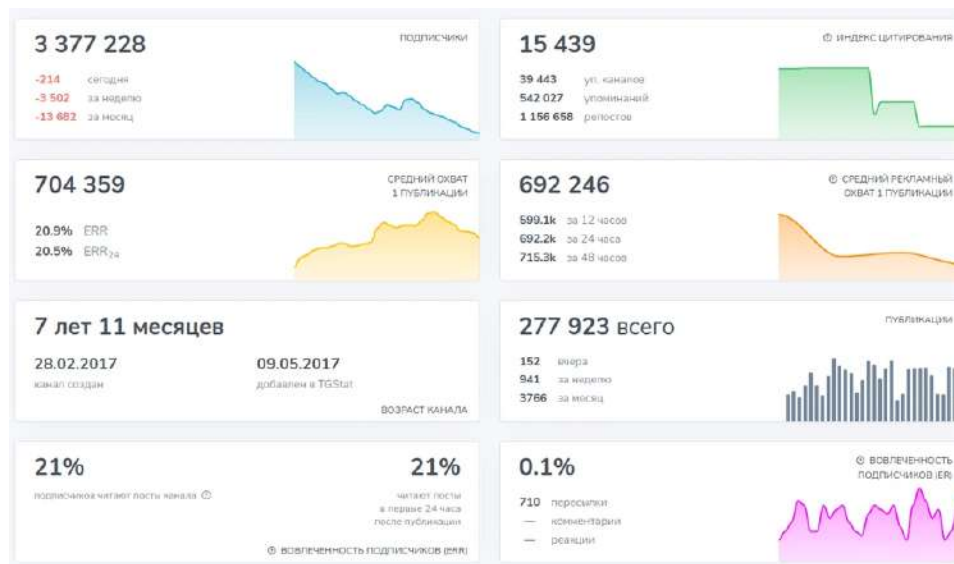 3 377 228
ПОДПИСЧИКИ
-214 сегодня
-3 502 за неделю
-13 682 за месяц
15 439
ИНДЕКС ЦИТИРОВАНИЯ
39 443 уп. каналов
542 027 упоминаний
1 156 658 репостов
704 359
СРЕДНИЙ ОХВАТ
1 ПУБЛИКАЦИИ
20.9% ERR
20.5% ERR24
692 246
СРЕДНИЙ РЕКЛАМНЫЙ
ОХВАТ 1 ПУБЛИКАЦИИ
599.1k за 12 часов
692.2k за 24 часа
715.3k за 48 часов
7 лет 11 месяцев
28.02.2017
канал создан
09.05.2017
добавлен в TGStat
ВОЗРАСТ КАНАЛА
277 923 всего
ПУБЛИКАЦИИ
152 вчера
941 за неделю
3766 за месяц
21%
подписчиков читают посты канала
21%
читают посты
в первые 24 часа
после публикации
ВОВЛЕЧЕННОСТЬ ПОДПИСЧИКОВ (ERR)
0.1%
ВОВЛЕЧЕННОСТЬ
ПОДПИСЧИКОВ (ER)
710 пересылки
— комментарии
— реакции